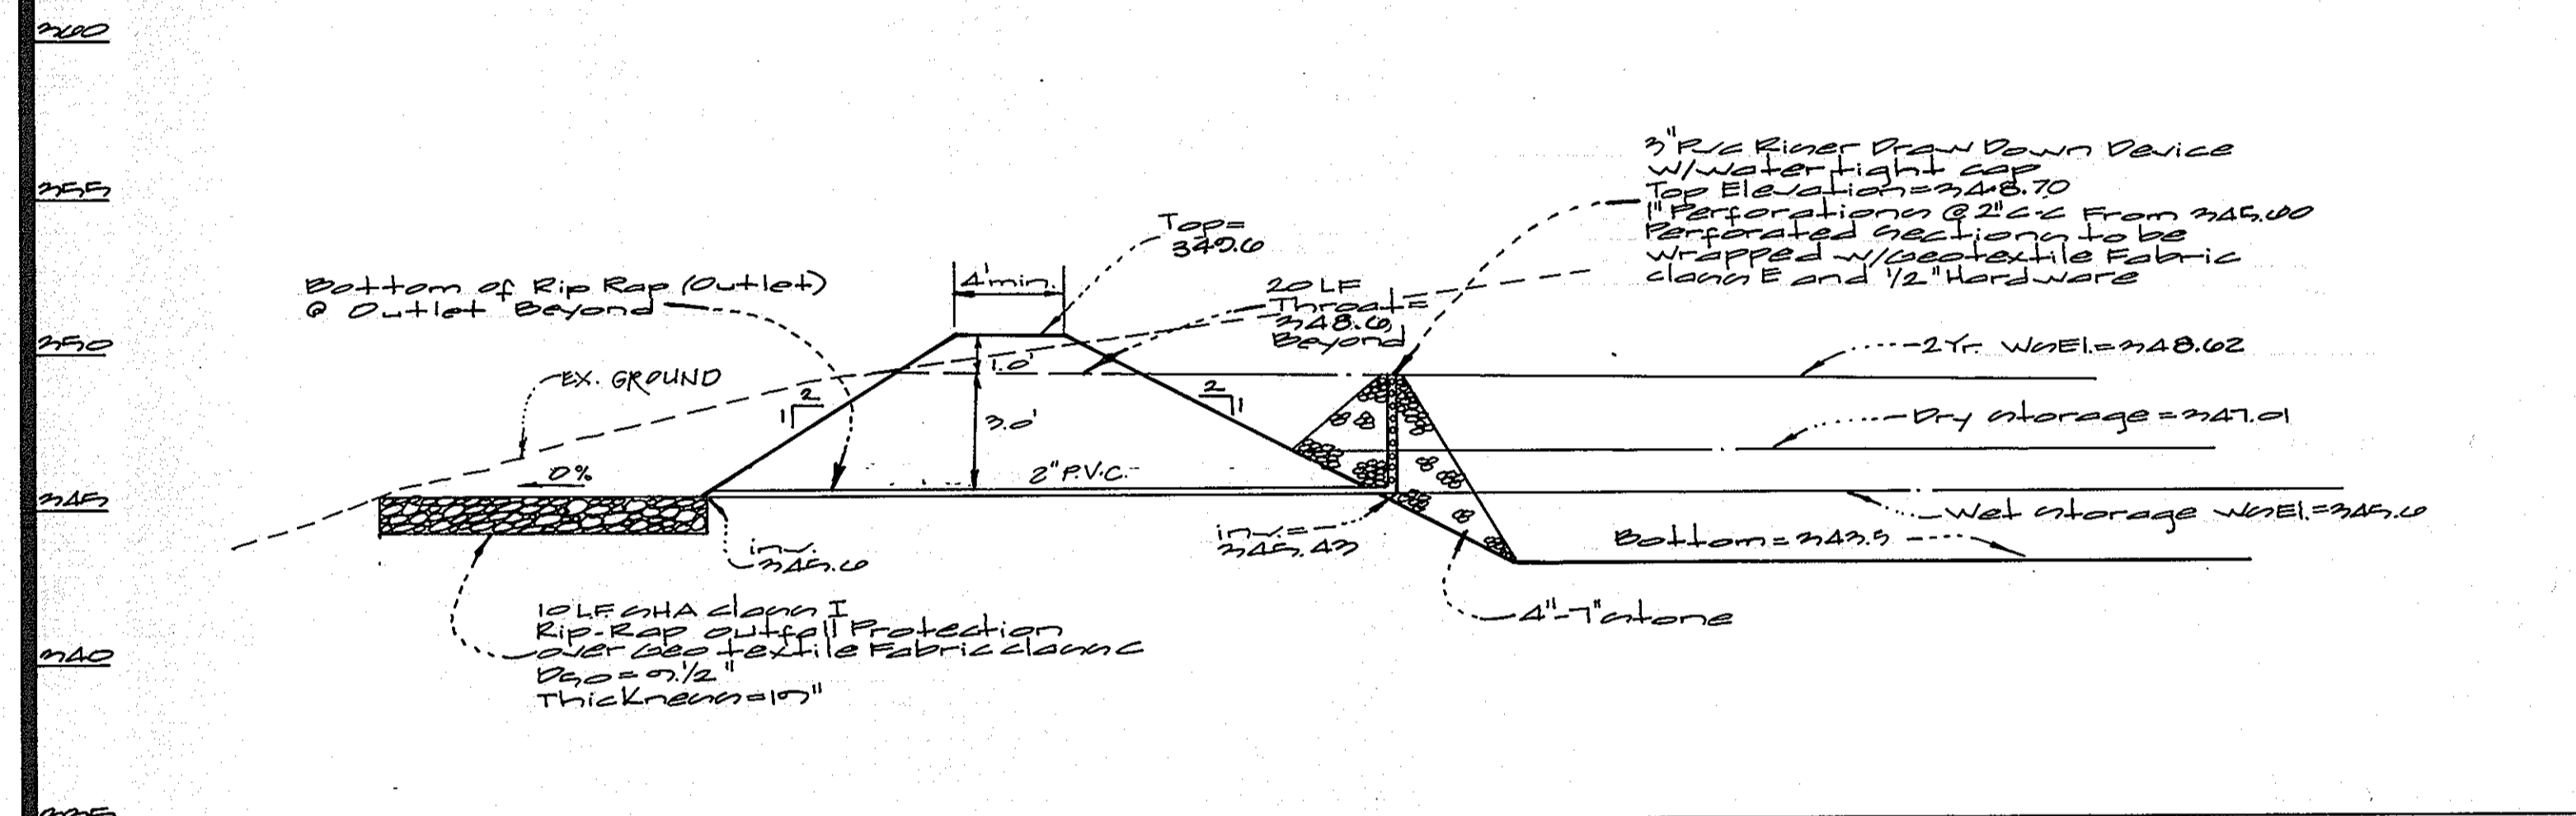 360
355
350
345
340
335
3" PVC Riser Draw Down Device
w/water tight cap
Top Elevation=348.70
1" Perforations @ 2" C-C From 345.60
Perforated sections to be
wrapped w/Geotextile Fabric
class E and 1/2" Hardware
Top=
349.6
4' min.
Bottom of Rip Rap (Outlet)
@ Outlet Beyond
20 LF
Throat=
348.6
Beyond
2 Yr. WSEl.=348.62
1.0'
EX. GROUND
2
1
2
1
Dry storage=347.01
3.0'
0%
2" P.V.C.
Wet storage WSEl.=345.6
inv.
345.6
inv.=
345.43
Bottom=343.5
10 LF SHA class I
Rip-Rap outfall Protection
over Geotextile Fabric class C
D50=9.1/2"
Thickness=19"
4"-7" stone